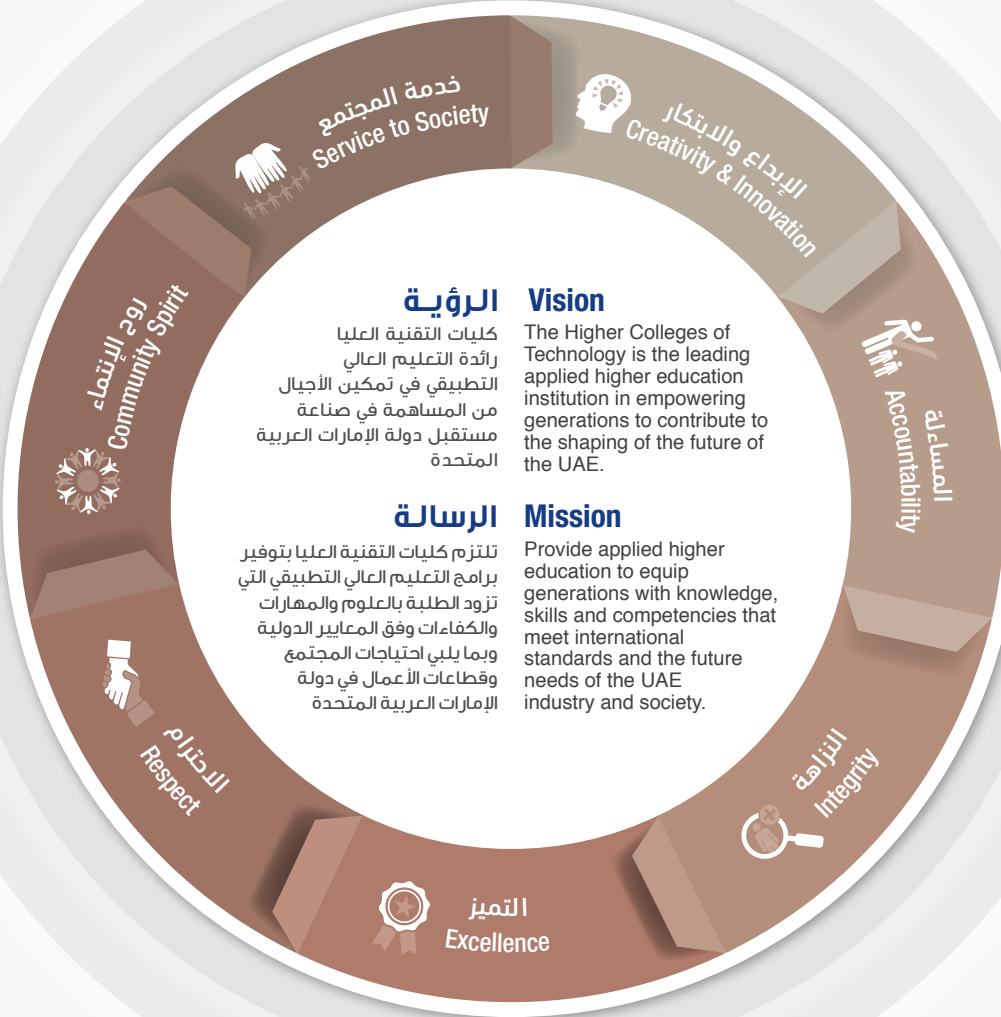 خدمة المجتمع
Service to Society
الإبداع والابتكار
Creativity & Innovation
المساءلة
Accountability
النزاهة
Integrity
التميز
Excellence
الاحترام
Respect
روح الإنتماء
Community Spirit
الرؤيــة
كليات التقنية العليا
رائدة التعليم العالي
التطبيقي في تمكين الأجيال
من المساهمة في صناعة
مستقبل دولة الإمارات العربية
المتحدة
Vision
The Higher Colleges of
Technology is the leading
applied higher education
institution in empowering
generations to contribute to
the shaping of the future of
the UAE.
الرسالـة
تلتزم كليات التقنية العليا بتوفير
برامج التعليم العالي التطبيقي التي
تزود الطلبة بالعلوم والمهارات
والكفاءات وفق المعايير الدولية
وبما يلبي احتياجات المجتمع
وقطاعات الأعمال في دولة
الإمارات العربية المتحدة
Mission
Provide applied higher
education to equip
generations with knowledge,
skills and competencies that
meet international
standards and the future
needs of the UAE
industry and society.